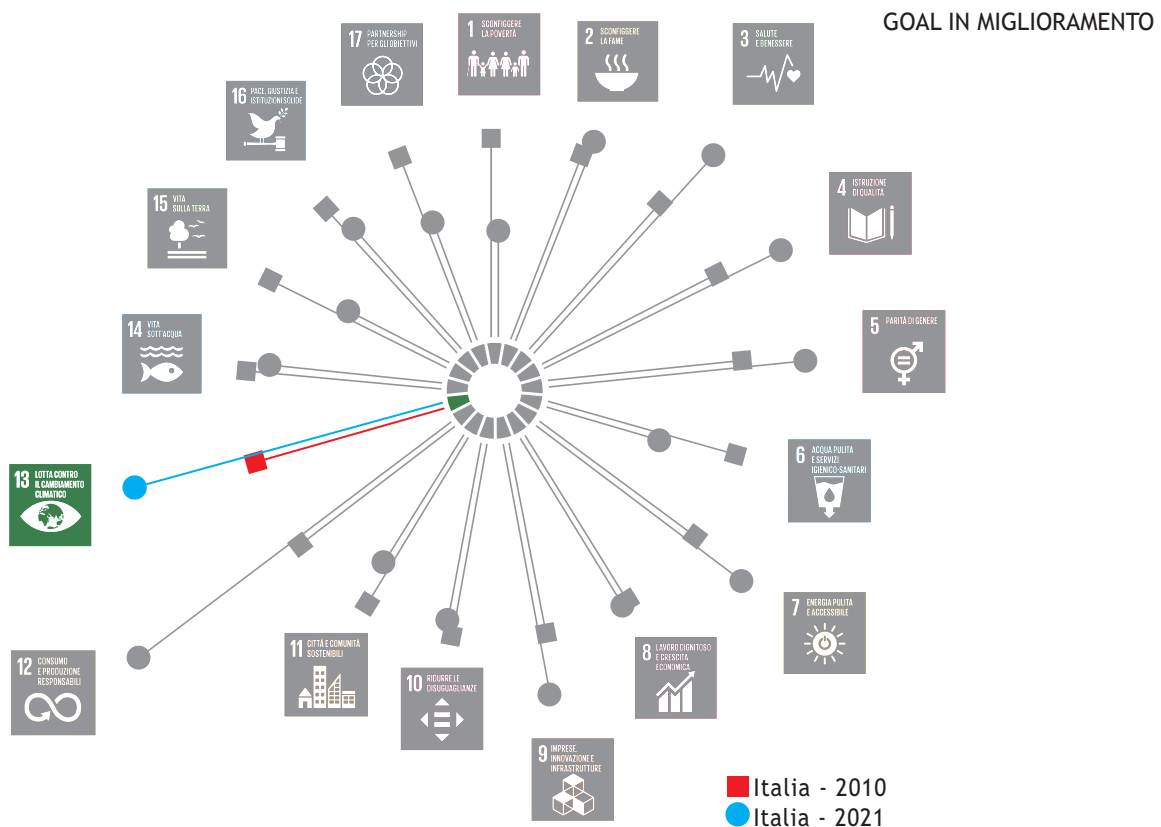 GOAL IN MIGLIORAMENTO
1 SCONFIGGERE
LA POVERTÀ
2 SCONFIGGERE
LA FAME
3 SALUTE
E BENESSERE
4 ISTRUZIONE
DI QUALITÀ
5 PARITÀ DI GENERE
6 ACQUA PULITA
E SERVIZI
IGIENICO-SANITARI
7 ENERGIA PULITA
E ACCESSIBILE
8 LAVORO DIGNITOSO
E CRESCITA
ECONOMICA
9 IMPRESE,
INNOVAZIONE E
INFRASTRUTTURE
10 RIDURRE LE
DISUGUAGLIANZE
11 CITTÀ E COMUNITÀ
SOSTENIBILI
12 CONSUMO
E PRODUZIONE
RESPONSABILI
13 LOTTA CONTRO
IL CAMBIAMENTO
CLIMATICO
14 VITA
SOTT'ACQUA
15 VITA
SULLA TERRA
16 PACE, GIUSTIZIA E
ISTITUZIONI SOLIDE
17 PARTNERSHIP
PER GLI OBIETTIVI
Italia - 2010
Italia - 2021